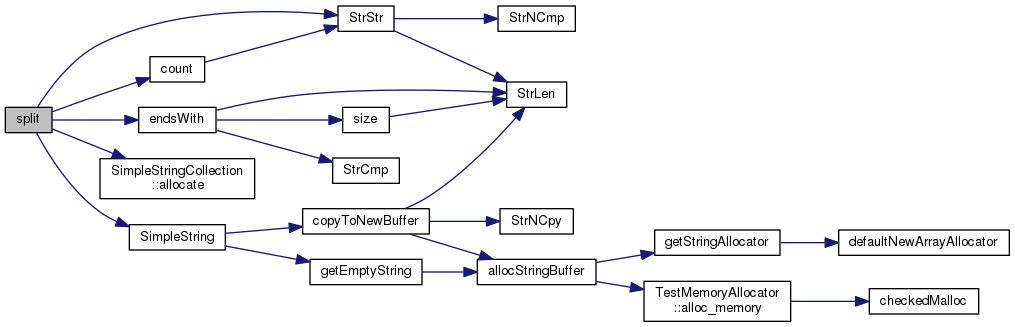 split
StrStr
StrNCmp
count
StrLen
endsWith
size
StrCmp
SimpleStringCollection
::allocate
SimpleString
copyToNewBuffer
StrNCpy
getEmptyString
allocStringBuffer
getStringAllocator
defaultNewArrayAllocator
TestMemoryAllocator
::alloc_memory
checkedMalloc